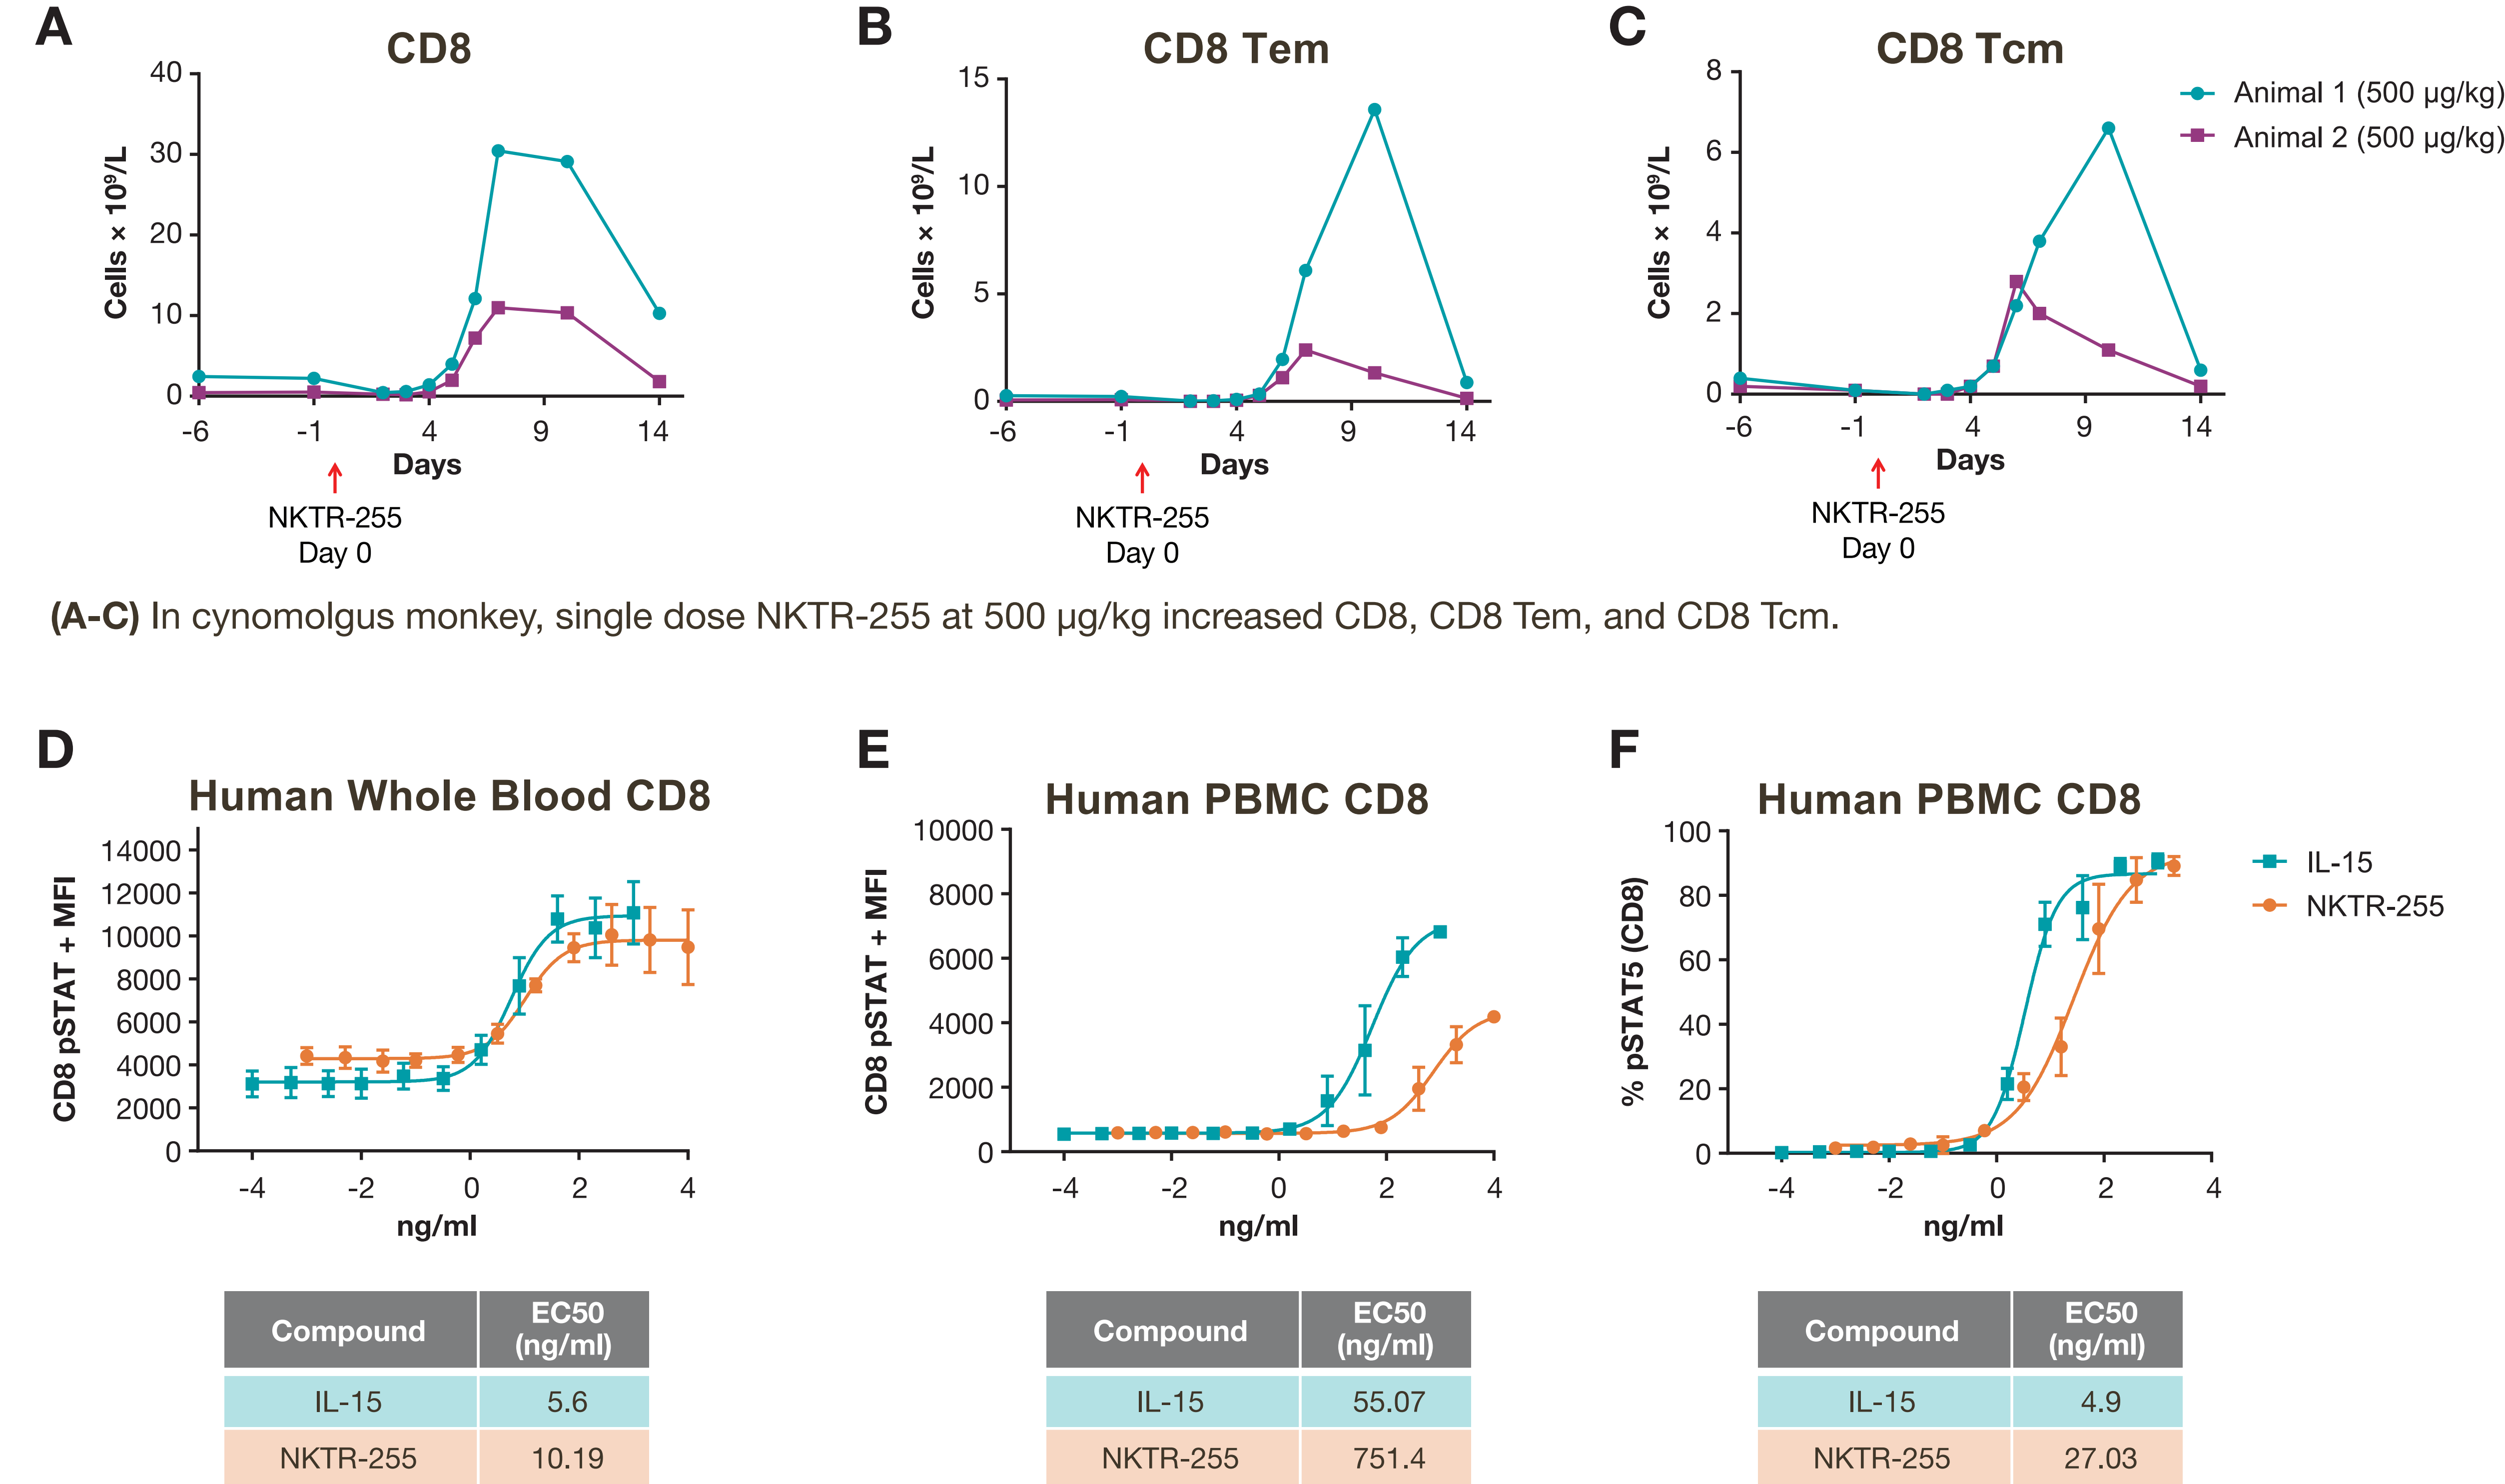 A
CD8
40
30
20
10
0
Cells × 10⁹/L
-6 -1 4 9 14
Days
NKTR-255
Day 0
B
CD8 Tem
15
10
5
0
Cells × 10⁹/L
-6 -1 4 9 14
Days
NKTR-255
Day 0
C
CD8 Tcm
8
6
4
2
0
Cells × 10⁹/L
-6 -1 4 9 14
Days
NKTR-255
Day 0
Animal 1 (500 µg/kg)
Animal 2 (500 µg/kg)
(A-C) In cynomolgus monkey, single dose NKTR-255 at 500 µg/kg increased CD8, CD8 Tem, and CD8 Tcm.
D
Human Whole Blood CD8
14000
12000
10000
8000
6000
4000
2000
0
CD8 pSTAT + MFI
-4 -2 0 2 4
ng/ml
Compound EC50 (ng/ml)
IL-15 5.6
NKTR-255 10.19
E
Human PBMC CD8
10000
8000
6000
4000
2000
0
CD8 pSTAT + MFI
-4 -2 0 2 4
ng/ml
Compound EC50 (ng/ml)
IL-15 55.07
NKTR-255 751.4
F
Human PBMC CD8
100
80
60
40
20
0
% pSTAT5 (CD8)
-4 -2 0 2 4
ng/ml
IL-15
NKTR-255
Compound EC50 (ng/ml)
IL-15 4.9
NKTR-255 27.03